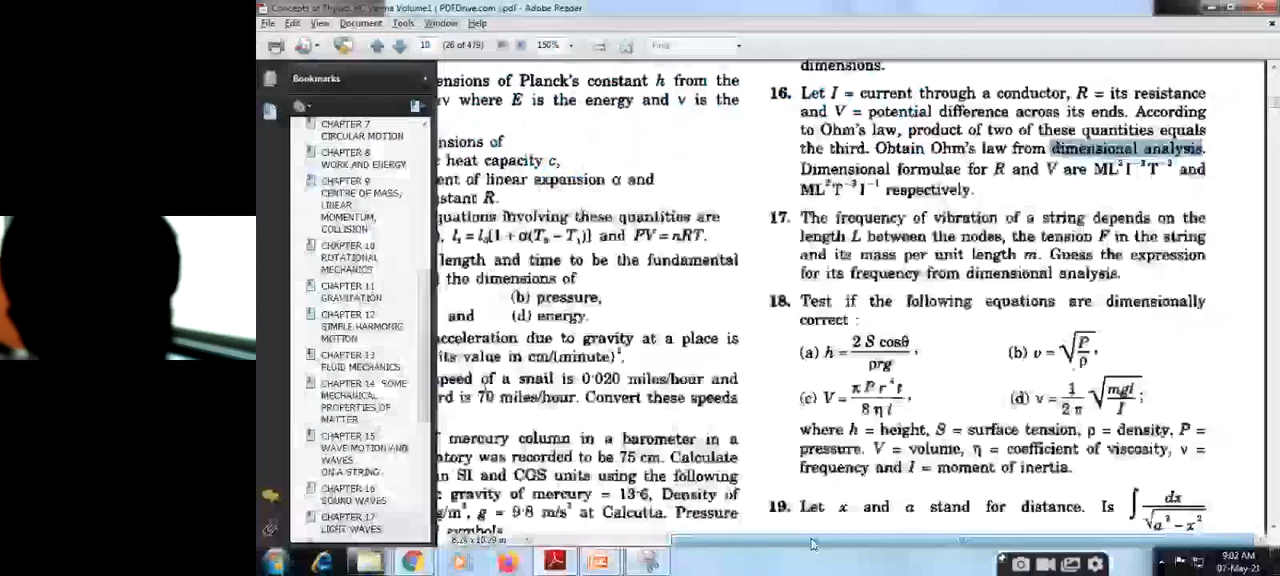 Concepts of Physics HC Verma Volume1 ( PDFDrive.com ).pdf - Adobe Reader
File Edit View Document Tools Window Help
10 (26 of 479) 150% Find
Bookmarks
CHAPTER 7
CIRCULAR MOTION
CHAPTER 8
WORK AND ENERGY
CHAPTER 9
CENTRE OF MASS,
LINEAR
MOMENTUM,
COLLISION
CHAPTER 10
ROTATIONAL
MECHANICS
CHAPTER 11
GRAVITATION
CHAPTER 12
SIMPLE HARMONIC
MOTION
CHAPTER 13
FLUID MECHANICS
CHAPTER 14 SOME
MECHANICAL
PROPERTIES OF
MATTER
CHAPTER 15
WAVE MOTION AND
WAVES
ON A STRING
CHAPTER 16
SOUND WAVES
CHAPTER 17
LIGHT WAVES
ensions of Planck's constant h from the
ν where E is the energy and ν is the
nsions of
heat capacity c,
ent of linear expansion α and
nstant R.
quations involving these quantities are
, lₜ = l₀[1 + α(T₂ − T₁)] and PV = nRT.
length and time to be the fundamental
the dimensions of
(b) pressure,
and (d) energy.
cceleration due to gravity at a place is
its value in cm/(minute)².
speed of a snail is 0·020 miles/hour and
rd is 70 miles/hour. Convert these speeds
mercury column in a barometer in a
tory was recorded to be 75 cm. Calculate
n SI and CGS units using the following
gravity of mercury = 13·6, Density of
g/m³, g = 9·8 m/s² at Calcutta. Pressure
symbols
dimensions.
16. Let I = current through a conductor, R = its resistance
and V = potential difference across its ends. According
to Ohm's law, product of two of these quantities equals
the third. Obtain Ohm's law from dimensional analysis.
Dimensional formulae for R and V are ML²I⁻²T⁻³ and
ML²T⁻³I⁻¹ respectively.
17. The frequency of vibration of a string depends on the
length L between the nodes, the tension F in the string
and its mass per unit length m. Guess the expression
for its frequency from dimensional analysis.
18. Test if the following equations are dimensionally
correct :
(a) h = 2 S cosθ / ρrg , (b) υ = √(P/ρ),
(c) V = π P r⁴ t / 8 η l , (d) ν = 1/2π √(mgl/I) ;
where h = height, S = surface tension, ρ = density, P =
pressure, V = volume, η = coefficient of viscosity, ν =
frequency and I = moment of inertia.
19. Let x and a stand for distance. Is ∫ dx / √(a² − x²)
9:02 AM
07-May-21